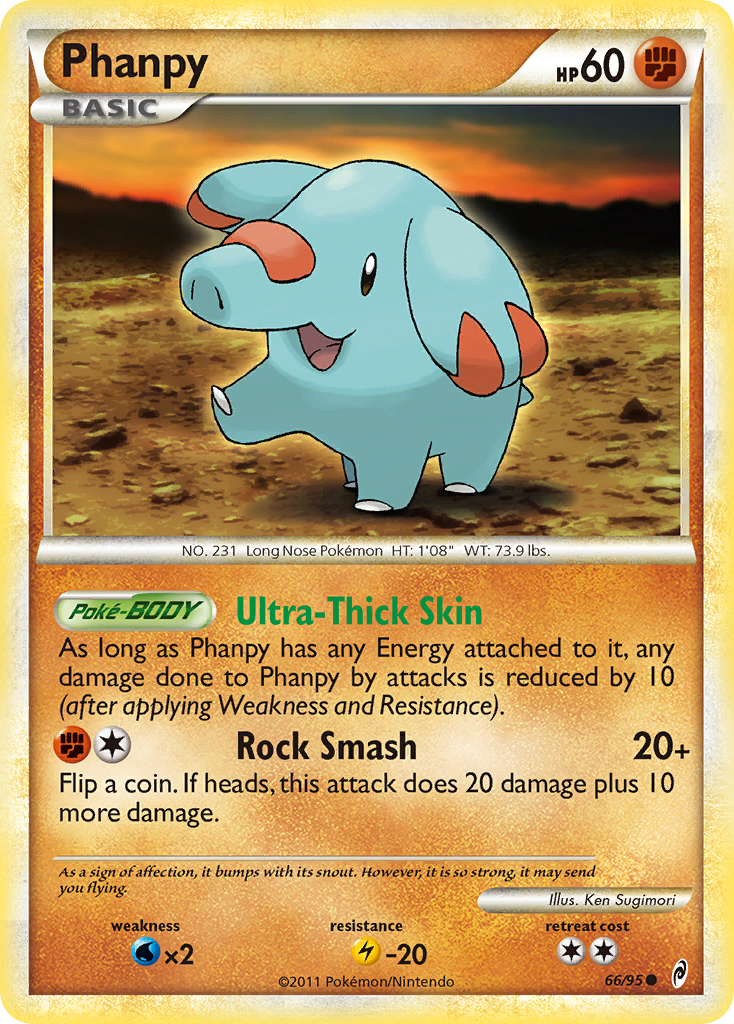 Phanpy
HP60
BASIC
NO. 231 Long Nose Pokémon HT: 1'08" WT: 73.9 lbs.
Poké-BODY Ultra-Thick Skin
As long as Phanpy has any Energy attached to it, any
damage done to Phanpy by attacks is reduced by 10
(after applying Weakness and Resistance).
Rock Smash 20+
Flip a coin. If heads, this attack does 20 damage plus 10
more damage.
As a sign of affection, it bumps with its snout. However, it is so strong, it may send
you flying.
Illus. Ken Sugimori
weakness resistance retreat cost
×2 -20
©2011 Pokémon/Nintendo 66/95